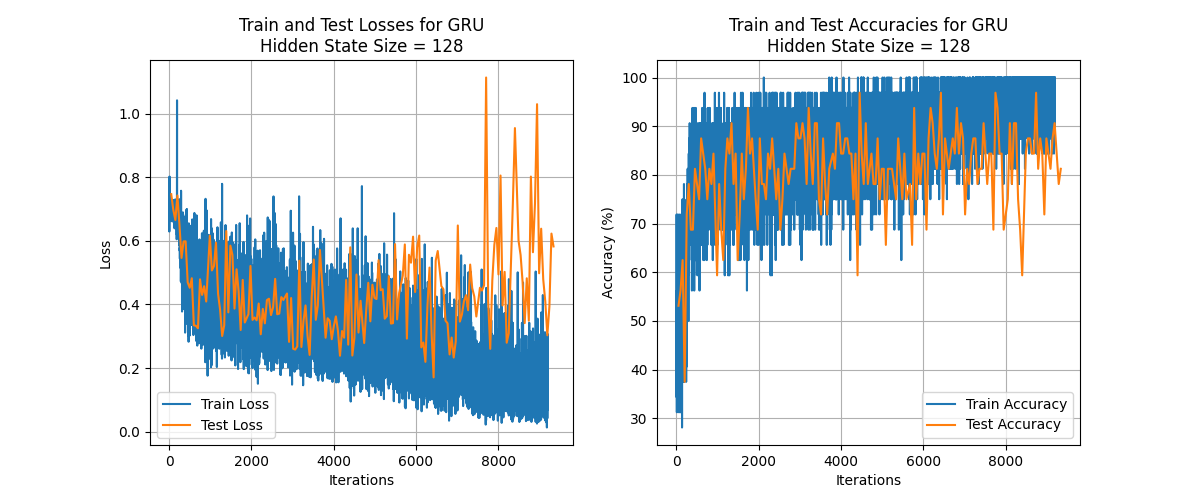 Train and Test Losses for GRU
Hidden State Size = 128
Loss
1.0
0.8
0.6
0.4
0.2
0.0
0
2000
4000
6000
8000
Iterations
Train Loss
Test Loss
Train and Test Accuracies for GRU
Hidden State Size = 128
Accuracy (%)
100
90
80
70
60
50
40
30
0
2000
4000
6000
8000
Iterations
Train Accuracy
Test Accuracy